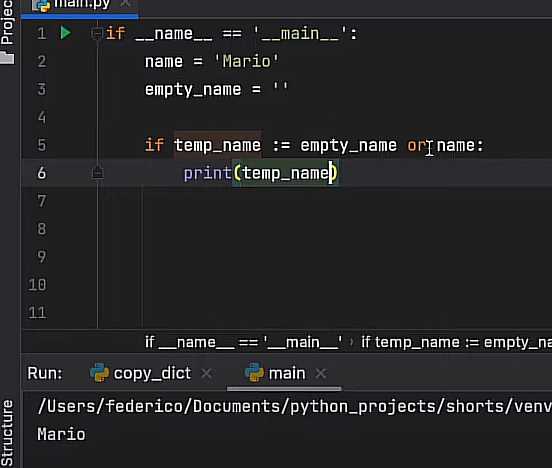 main.py
Projec
1 if __name__ == '__main__':
2 name = 'Mario'
3 empty_name = ''
4
5 if temp_name := empty_name or name:
6 print(temp_name)
7
8
9
10
11
if __name__ == '__main__' › if temp_name := empty_na
Run: copy_dict × main ×
/Users/federico/Documents/python_projects/shorts/venv
Mario
Structure